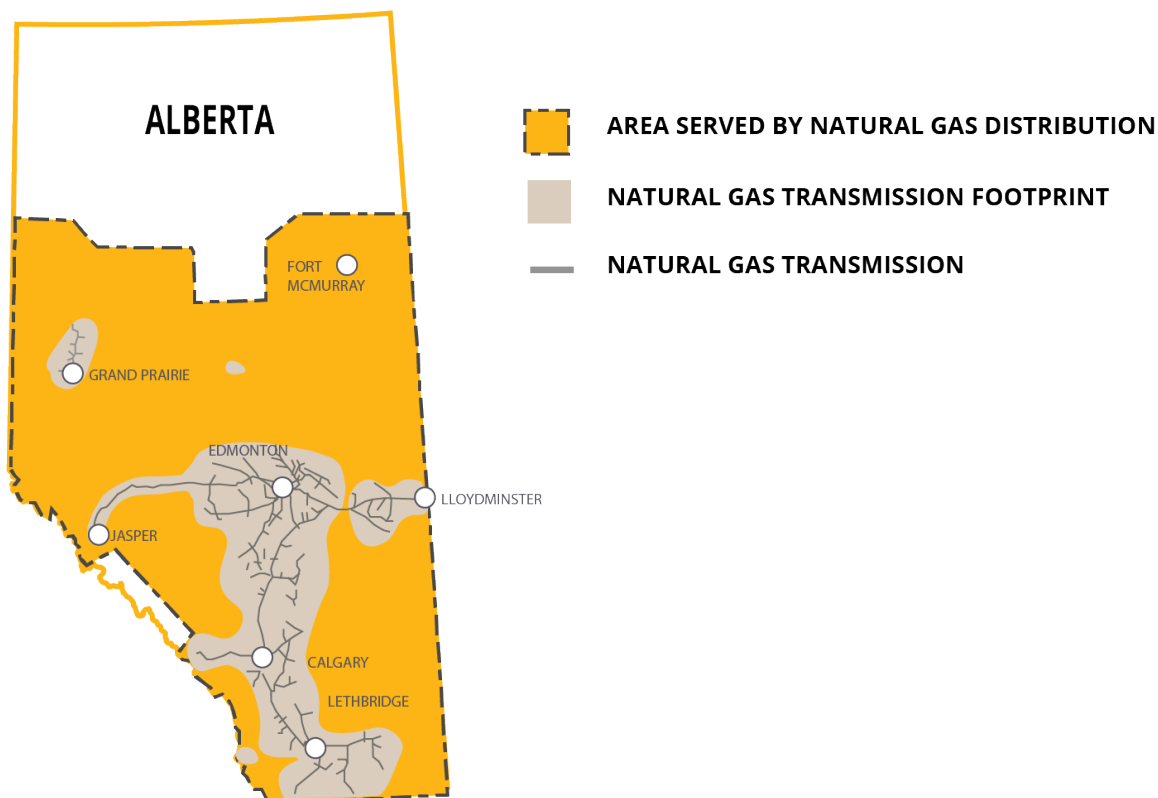 ALBERTA
AREA SERVED BY NATURAL GAS DISTRIBUTION
NATURAL GAS TRANSMISSION FOOTPRINT
NATURAL GAS TRANSMISSION
FORT
MCMURRAY
GRAND PRAIRIE
EDMONTON
LLOYDMINSTER
JASPER
CALGARY
LETHBRIDGE